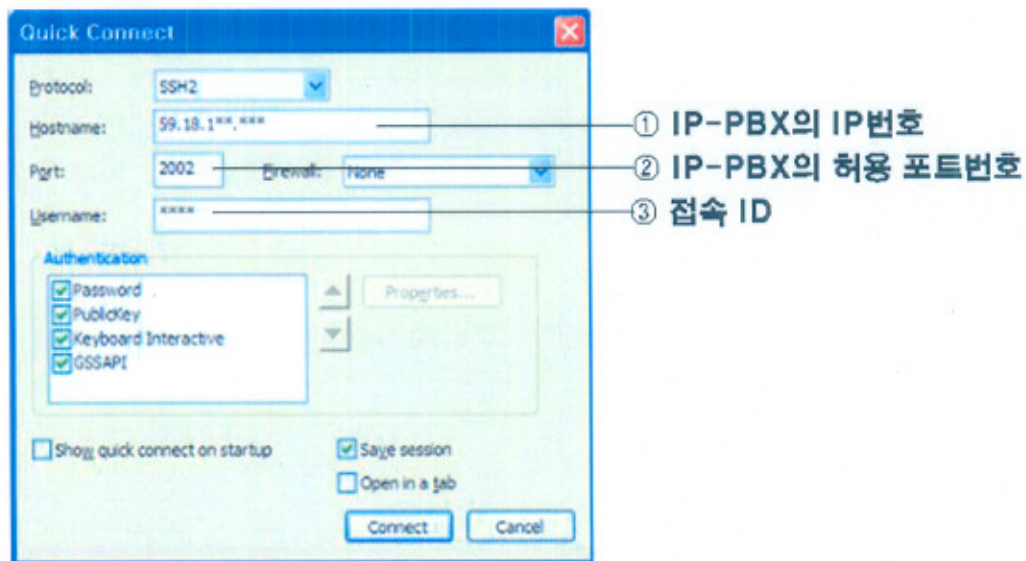 Quick Connect
Protocol: SSH2
Hostname: 59.18.1**.*** ① IP-PBX의 IP번호
Port: 2002 Firewall: None ② IP-PBX의 허용 포트번호
Username: **** ③ 접속 ID
Authentication
Password
PublicKey
Keyboard Interactive
GSSAPI
Properties...
Show quick connect on startup
Save session
Open in a tab
Connect Cancel